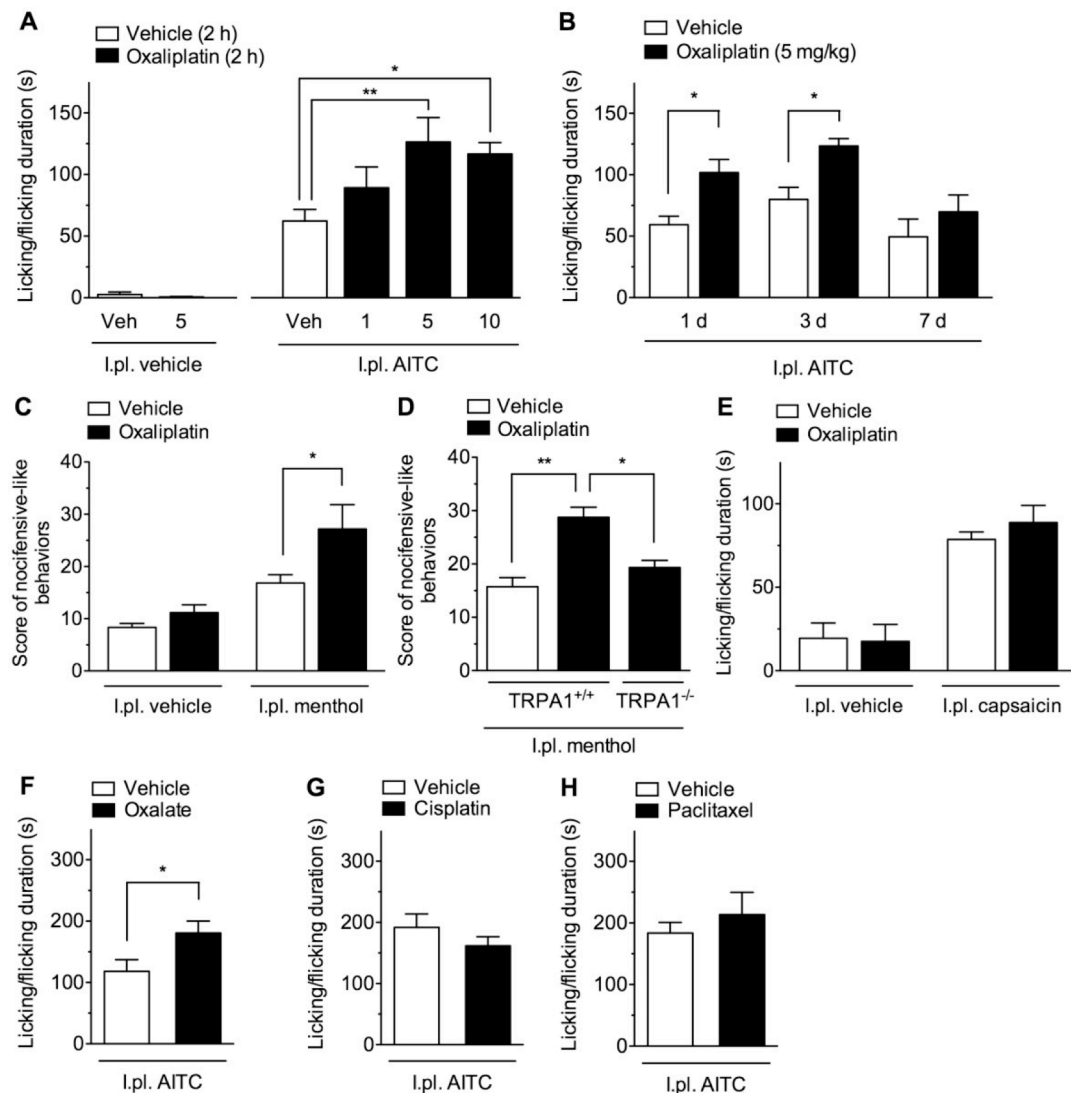 A
Vehicle (2 h)
Oxaliplatin (2 h)
Licking/flicking duration (s)
150
100
50
0
*
**
Veh 5
Veh 1 5 10
I.pl. vehicle
I.pl. AITC
B
Vehicle
Oxaliplatin (5 mg/kg)
Licking/flicking duration (s)
150
100
50
0
* *
1 d 3 d 7 d
I.pl. AITC
C
Vehicle
Oxaliplatin
Score of nocifensive-like
behaviors
40
30
20
10
0
*
I.pl. vehicle I.pl. menthol
D
Vehicle
Oxaliplatin
Score of nocifensive-like
behaviors
40
30
20
10
0
** *
TRPA1+/+ TRPA1-/-
I.pl. menthol
E
Vehicle
Oxaliplatin
Licking/flicking duration (s)
100
50
0
I.pl. vehicle I.pl. capsaicin
F
Vehicle
Oxalate
Licking/flicking duration (s)
300
200
100
0
*
I.pl. AITC
G
Vehicle
Cisplatin
Licking/flicking duration (s)
300
200
100
0
I.pl. AITC
H
Vehicle
Paclitaxel
Licking/flicking duration (s)
300
200
100
0
I.pl. AITC